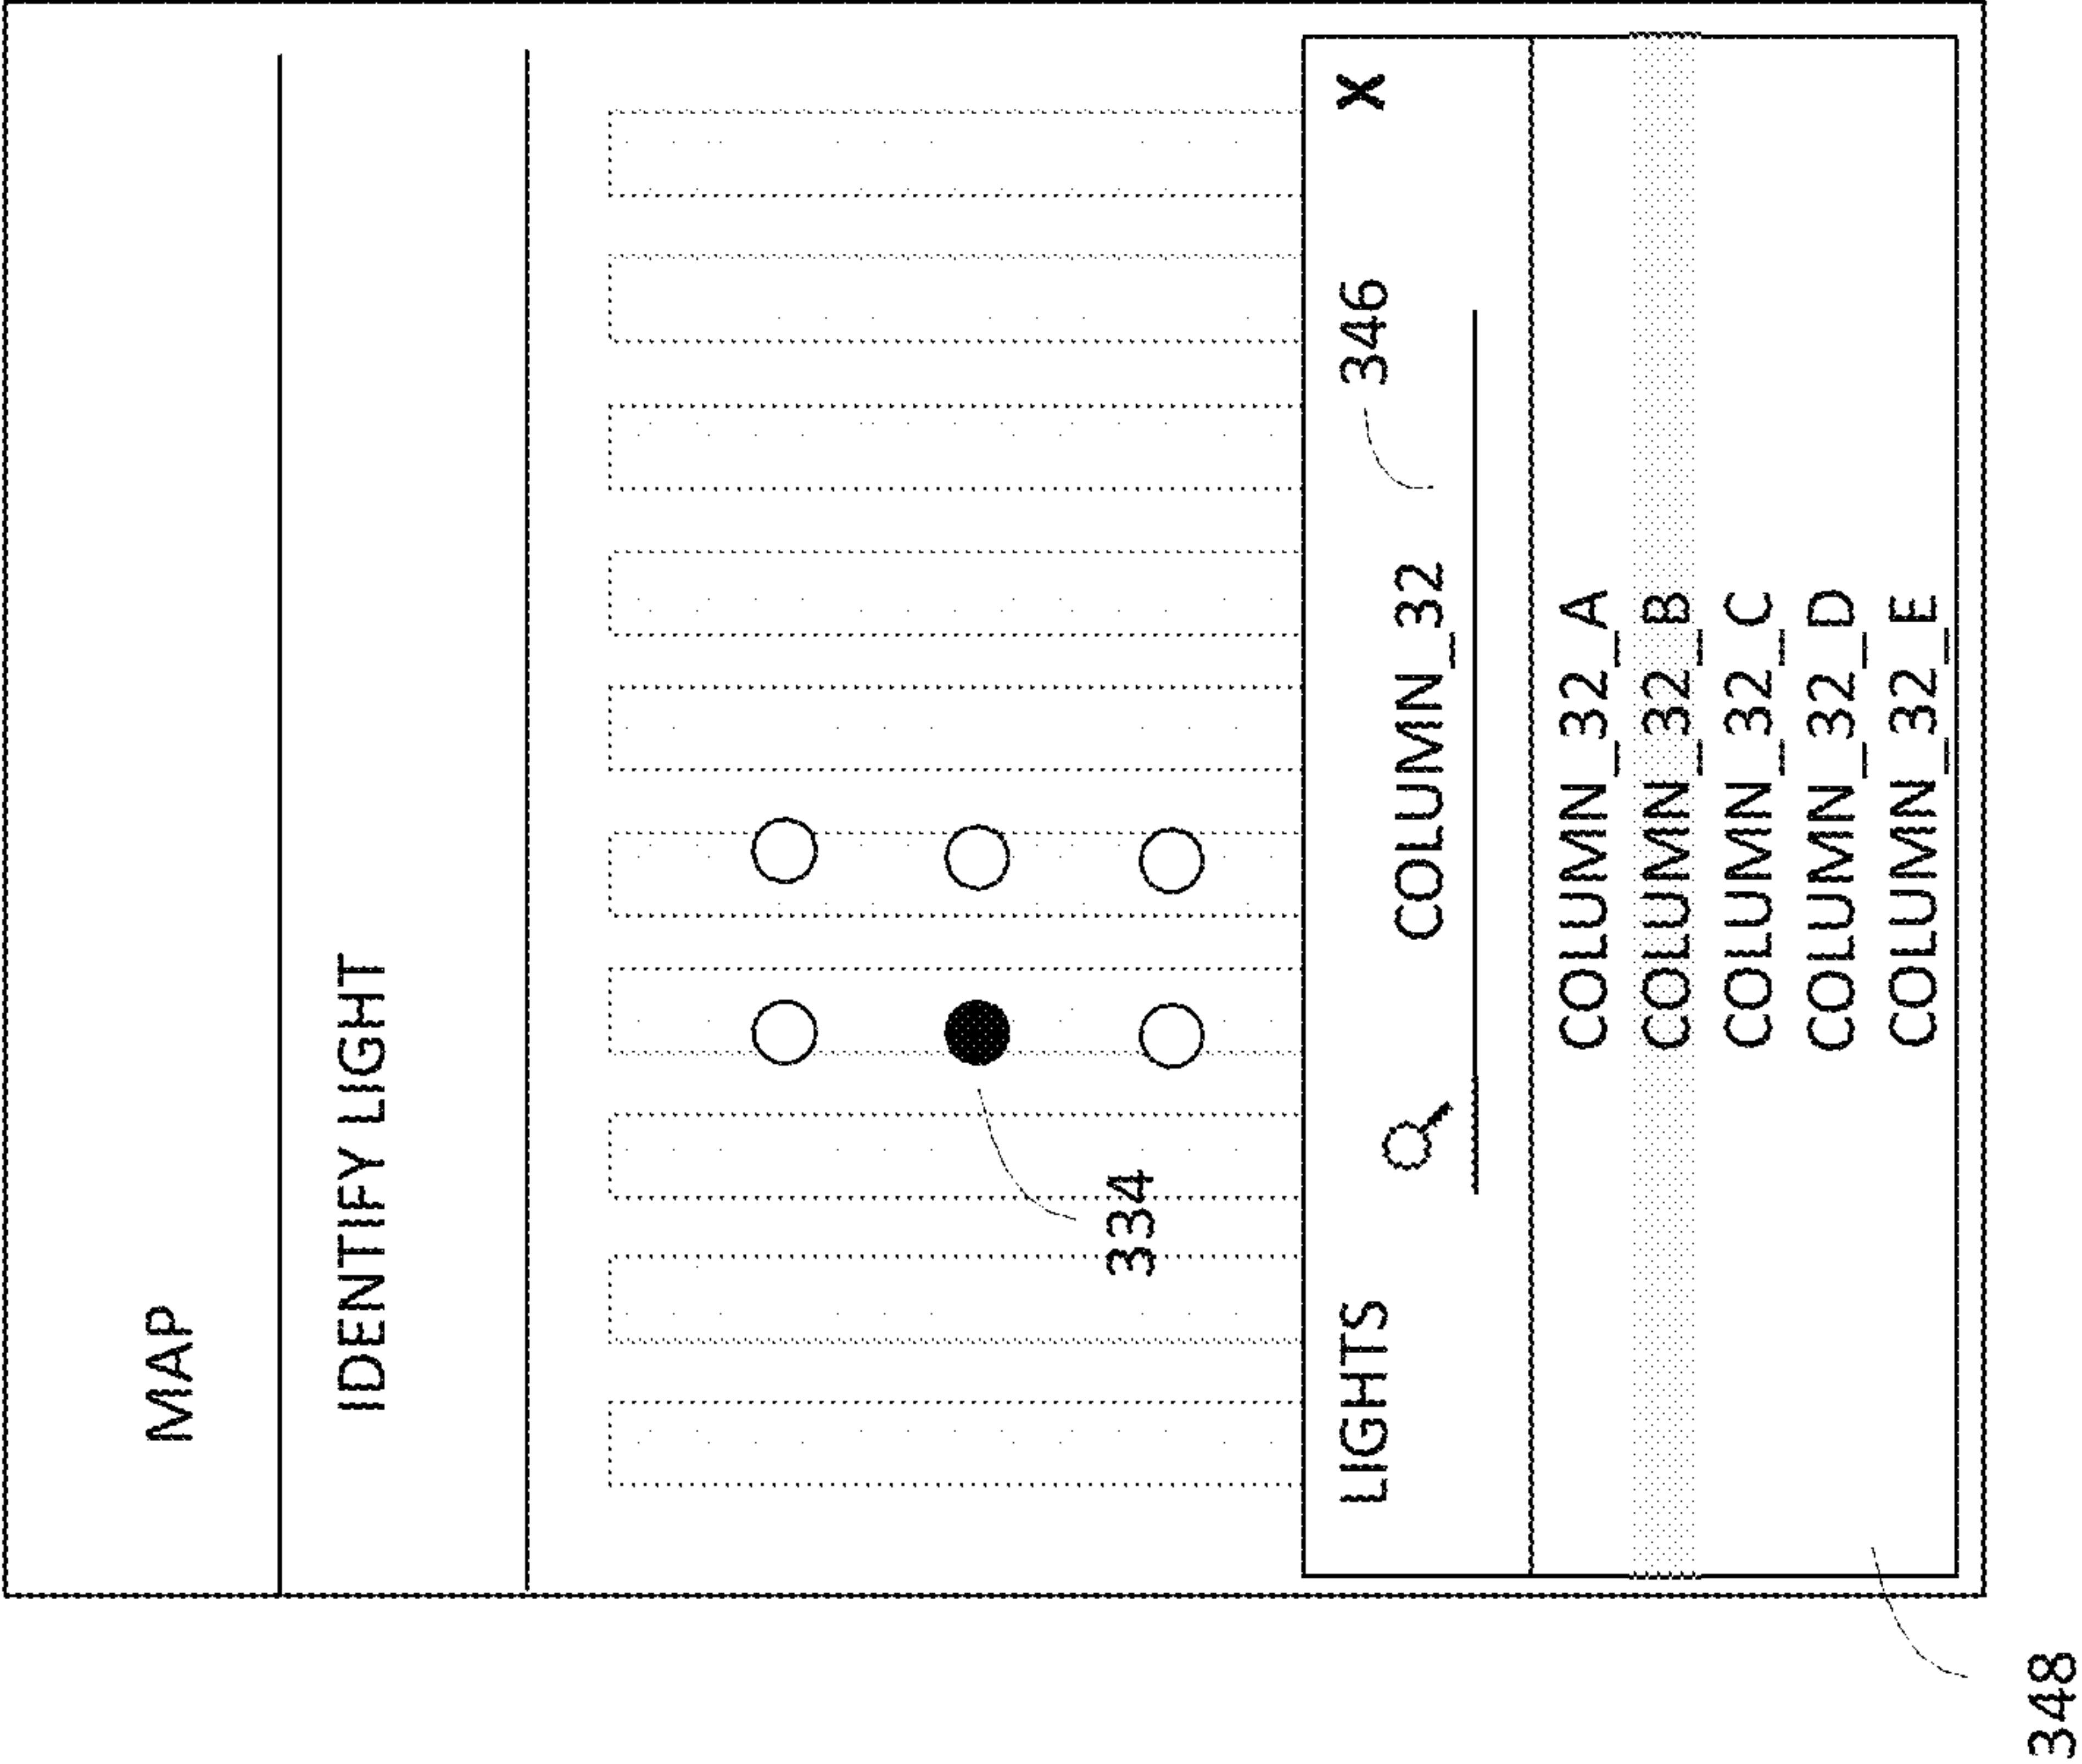 MAP
IDENTIFY LIGHT
334
LIGHTS X
COLUMN_32 346
COLUMN_32_A
COLUMN_32_B
COLUMN_32_C
COLUMN_32_D
COLUMN_32_E
348